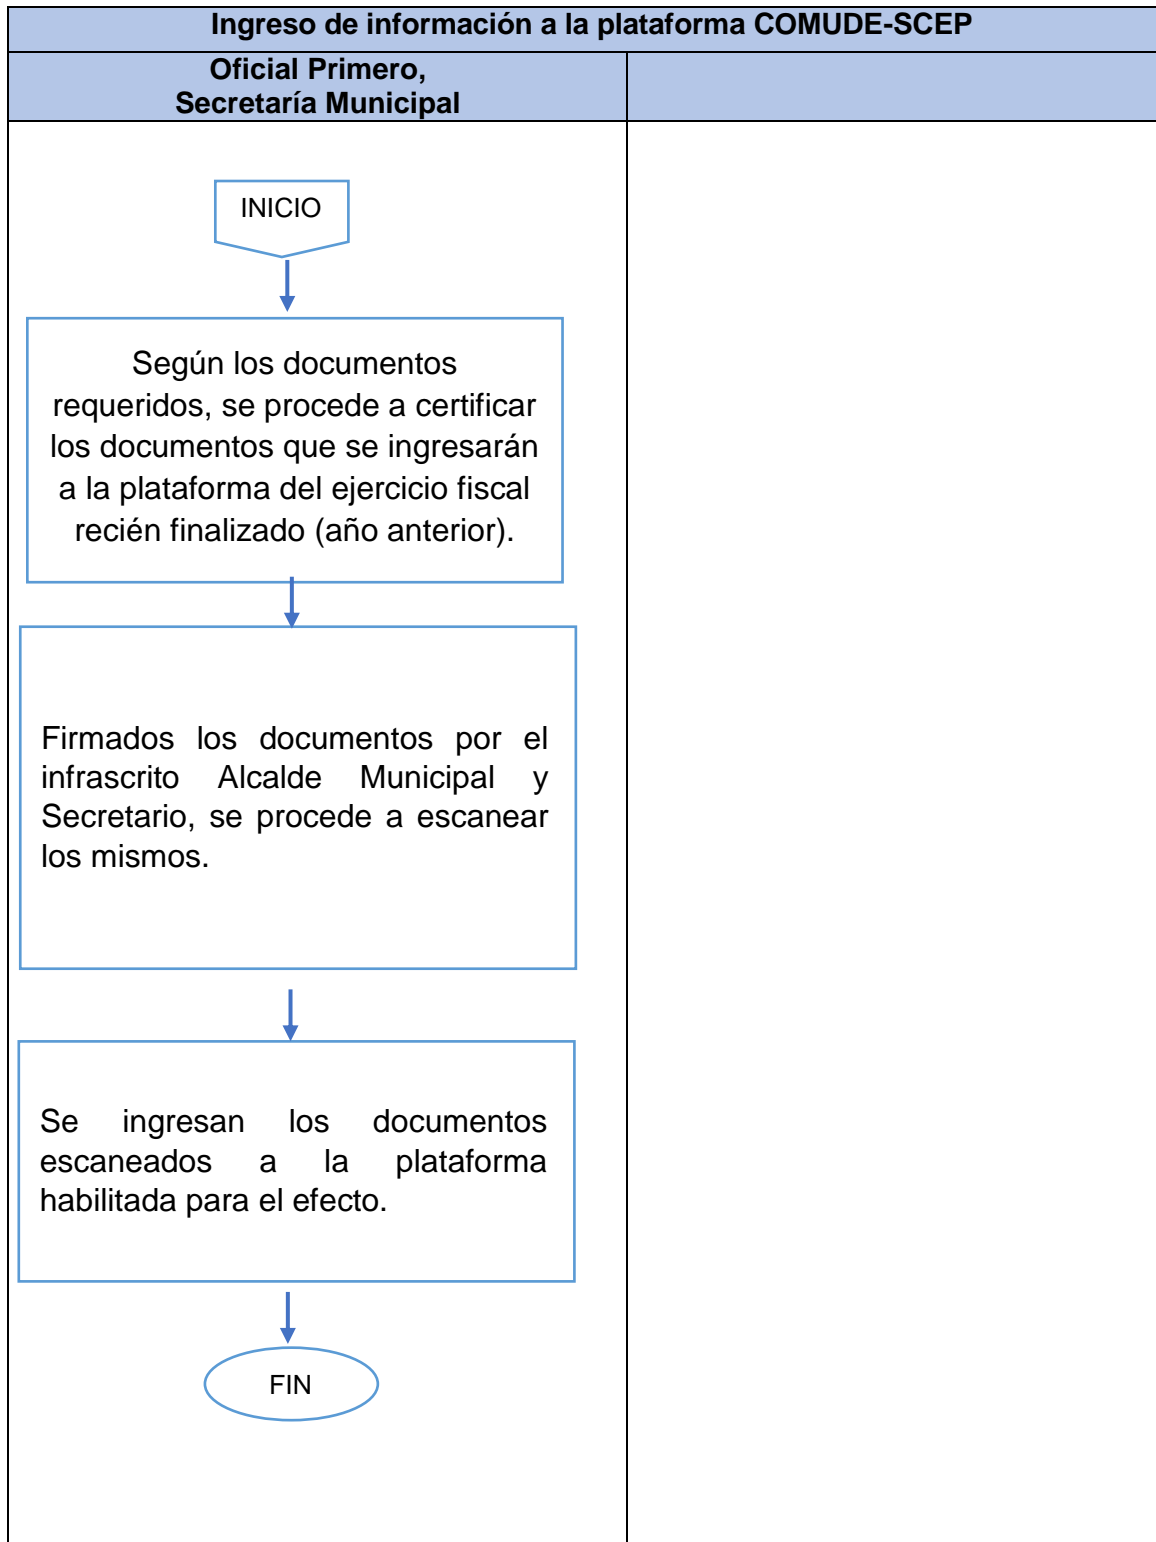 Ingreso de información a la plataforma COMUDE-SCEP
Oficial Primero,
Secretaría Municipal
INICIO
Según los documentos
requeridos, se procede a certificar
los documentos que se ingresarán
a la plataforma del ejercicio fiscal
recién finalizado (año anterior).
Firmados los documentos por el
infrascrito Alcalde Municipal y
Secretario, se procede a escanear
los mismos.
Se ingresan los documentos
escaneados a la plataforma
habilitada para el efecto.
FIN